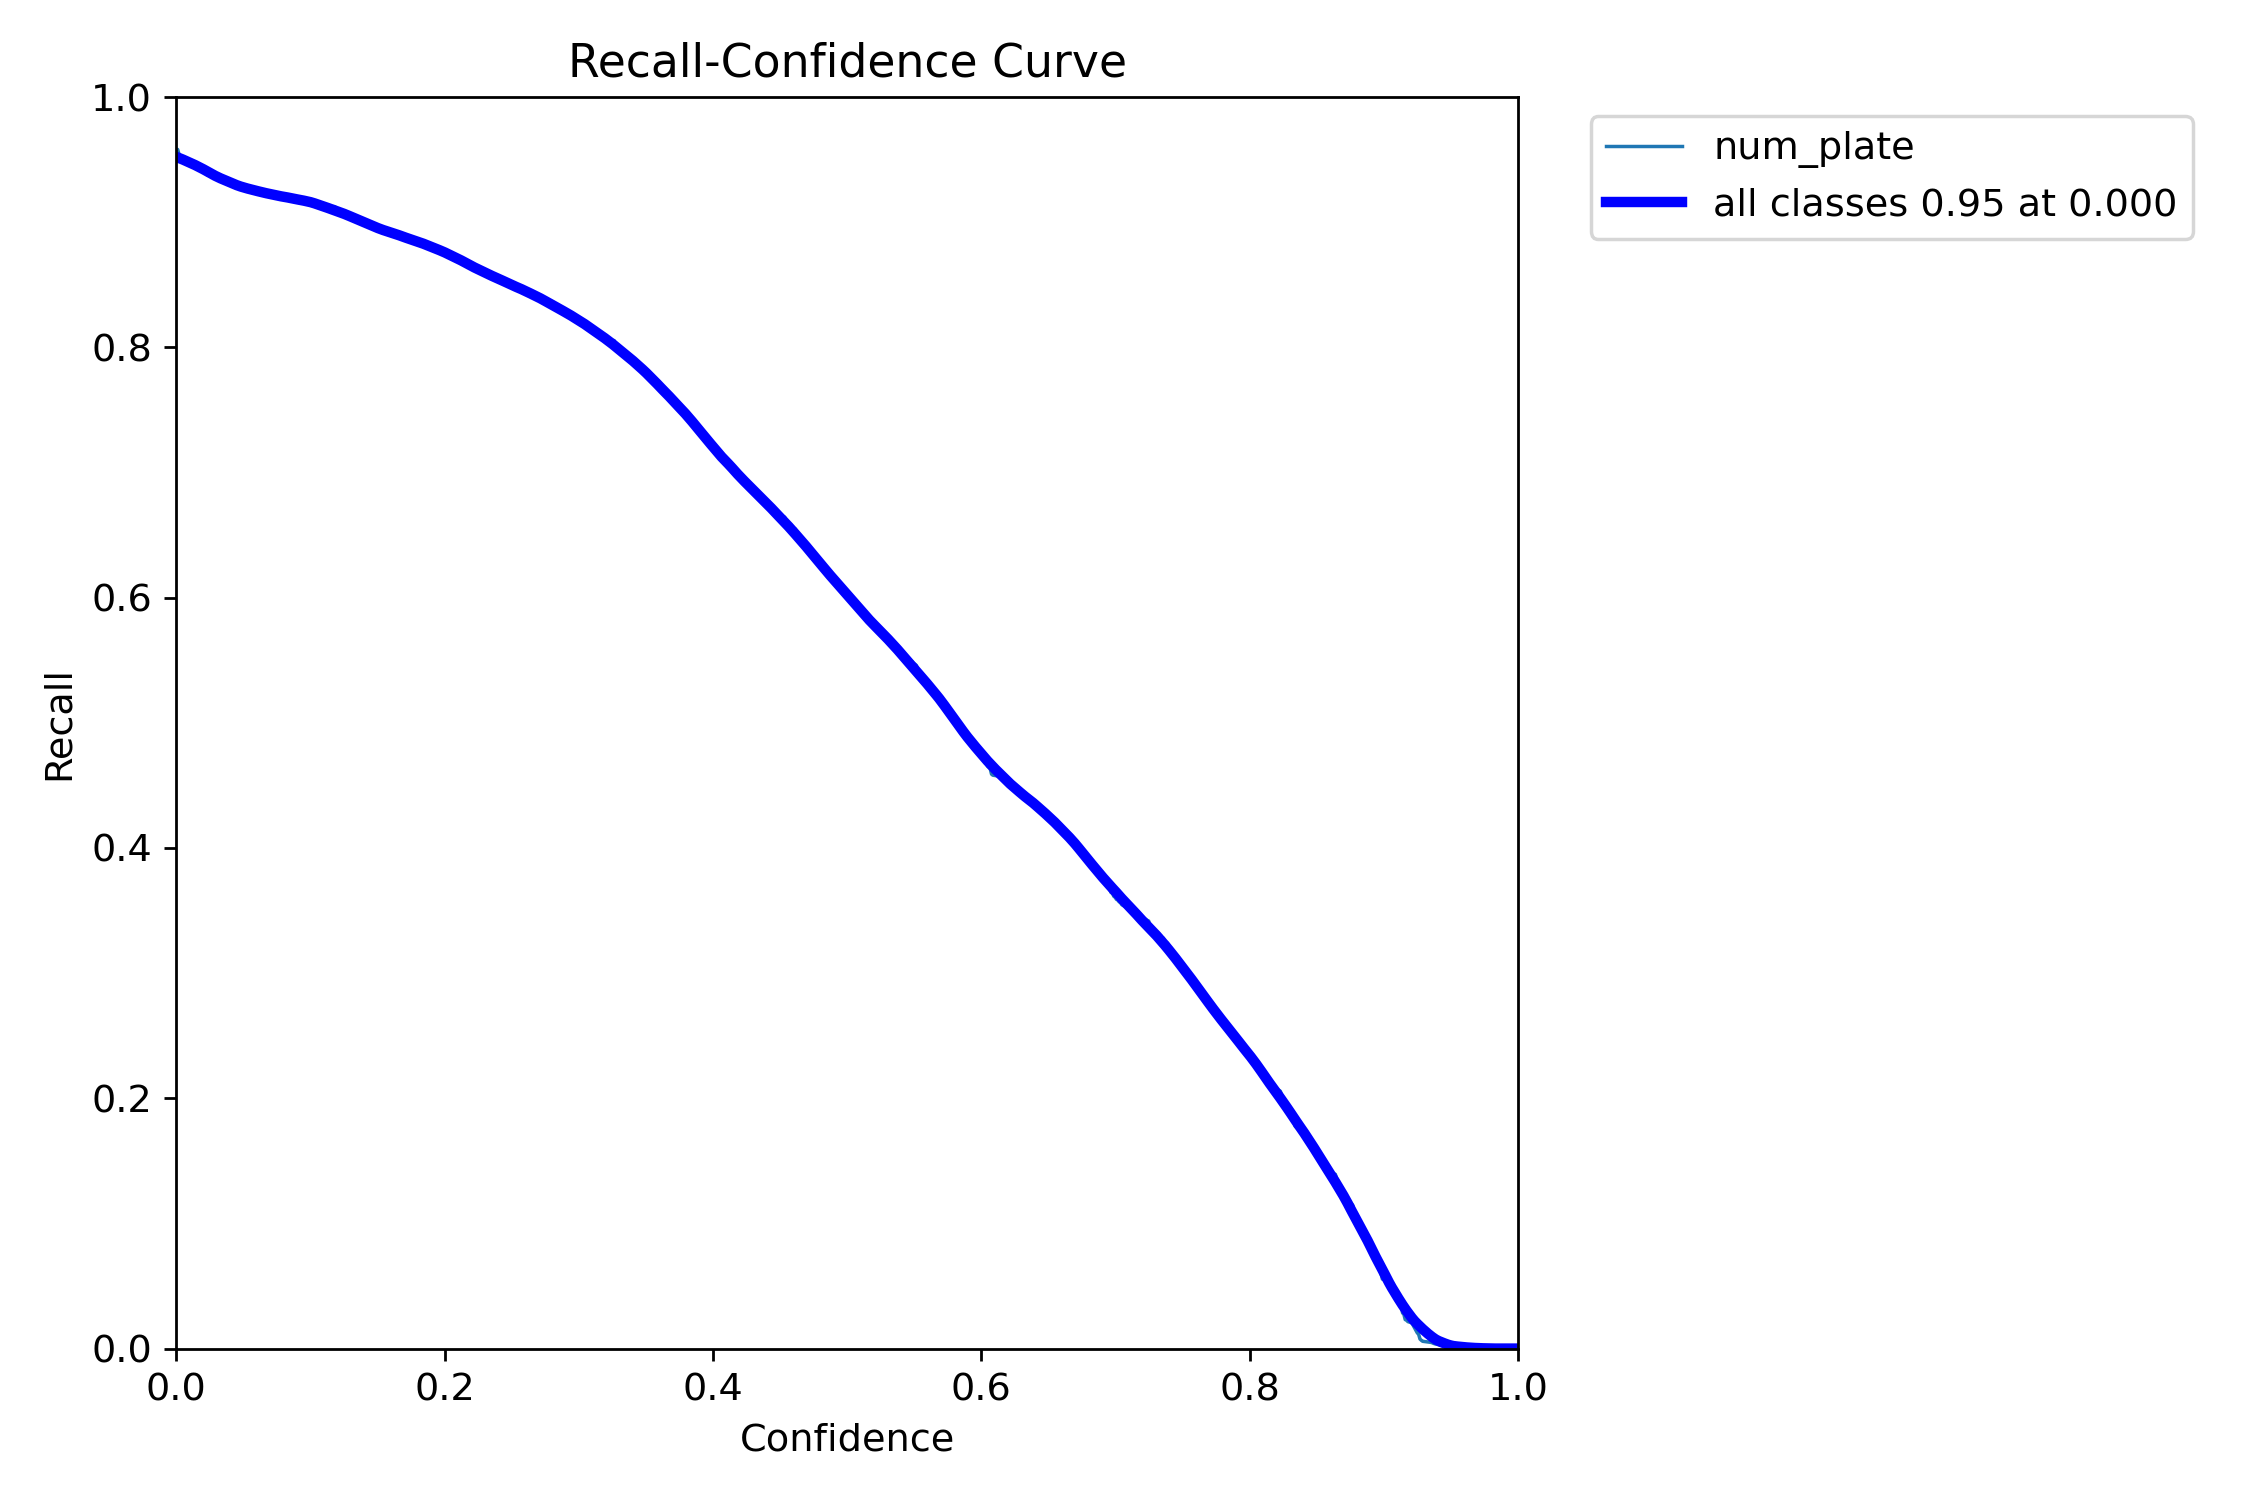 Recall-Confidence Curve
num_plate
all classes 0.95 at 0.000
1.0
0.8
0.6
0.4
0.2
0.0
Recall
0.0 0.2 0.4 0.6 0.8 1.0
Confidence